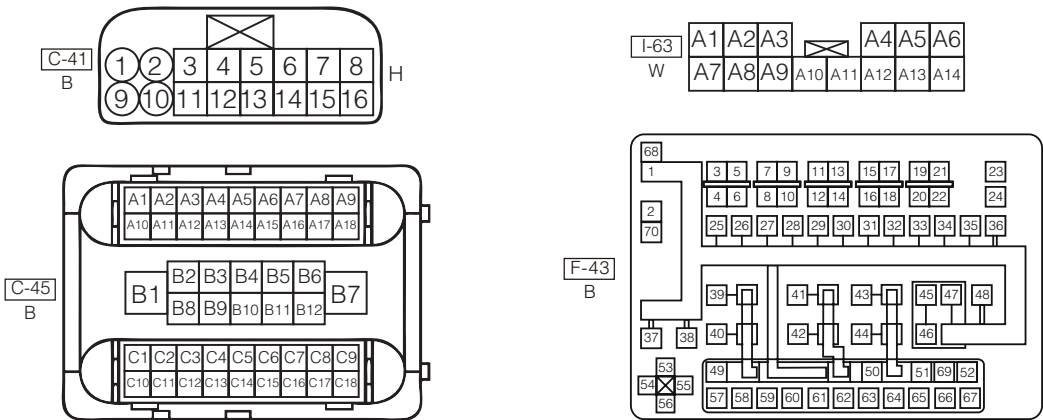 C-41
B
1 2 3 4 5 6 7 8
9 10 11 12 13 14 15 16
H
I-63
W
A1 A2 A3 A4 A5 A6
A7 A8 A9 A10 A11 A12 A13 A14
C-45
B
A1 A2 A3 A4 A5 A6 A7 A8 A9
A10 A11 A12 A13 A14 A15 A16 A17 A18
B1 B2 B3 B4 B5 B6 B7
B8 B9 B10 B11 B12
C1 C2 C3 C4 C5 C6 C7 C8 C9
C10 C11 C12 C13 C14 C15 C16 C17 C18
F-43
B
68
1 3 5 7 9 11 13 15 17 19 21 23
4 6 8 10 12 14 16 18 20 22 24
2
70 25 26 27 28 29 30 31 32 33 34 35 36
39 41 43 45 47 48
37 38 40 42 44 46
53
54 55
56
49 50 51 69 52
57 58 59 60 61 62 63 64 65 66 67